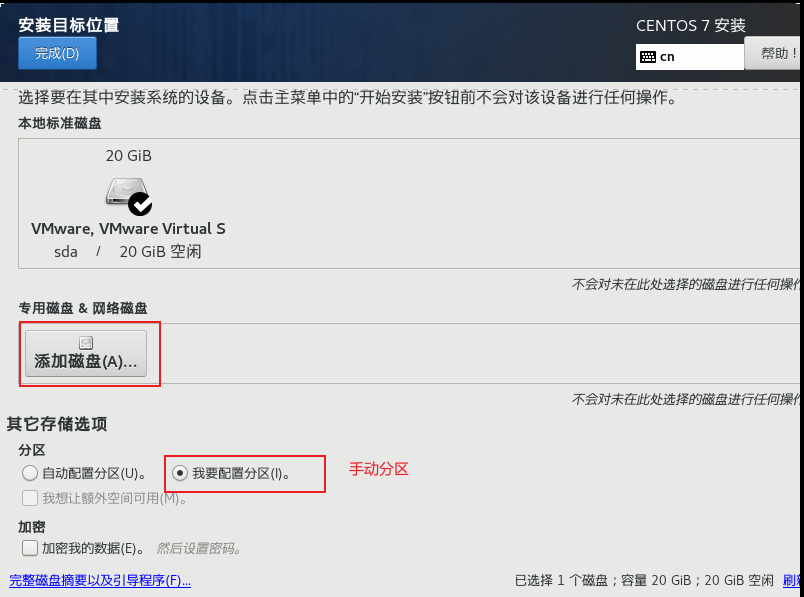 安装目标位置
CENTOS 7 安装
完成(D)
cn
帮助！
选择要在其中安装系统的设备。点击主菜单中的“开始安装”按钮前不会对该设备进行任何操作。
本地标准磁盘
20 GiB
VMware, VMware Virtual S
sda / 20 GiB 空闲
不会对未在此处选择的磁盘进行任何操作
专用磁盘 & 网络磁盘
添加磁盘(A)...
不会对未在此处选择的磁盘进行任何操作
其它存储选项
分区
自动配置分区(U)。 我要配置分区(I)。 手动分区
我想让额外空间可用(M)。
加密
加密我的数据(E)。 然后设置密码。
完整磁盘摘要以及引导程序(F)... 已选择 1 个磁盘；容量 20 GiB；20 GiB 空闲 刷新